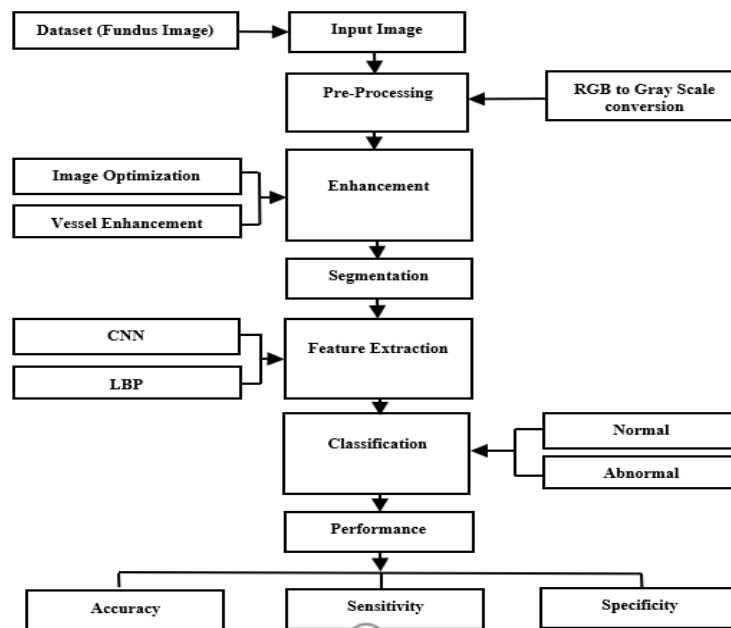 Dataset (Fundus Image)
Input Image
Pre-Processing
RGB to Gray Scale
conversion
Image Optimization
Enhancement
Vessel Enhancement
Segmentation
CNN
Feature Extraction
LBP
Normal
Classification
Abnormal
Performance
Accuracy
Sensitivity
Specificity